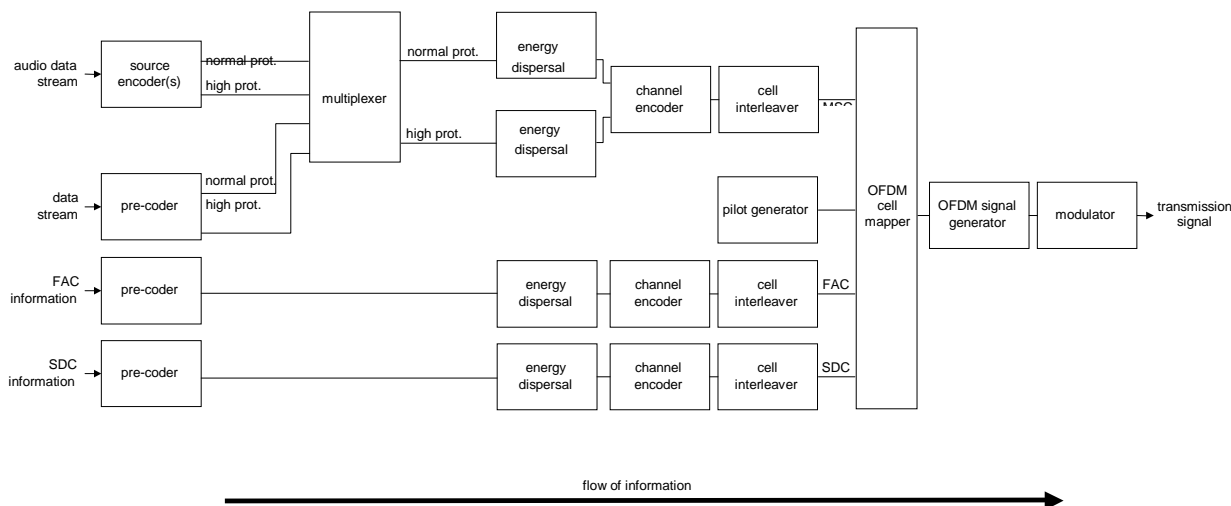 audio data
stream
source
encoder(s)
normal prot.
high prot.
multiplexer
normal prot.
high prot.
energy
dispersal
energy
dispersal
channel
encoder
cell
interleaver
MSC
data
stream
pre-coder
normal prot.
high prot.
pilot generator
OFDM
cell
mapper
OFDM signal
generator
modulator
transmission
signal
FAC
information
pre-coder
energy
dispersal
channel
encoder
cell
interleaver
FAC
SDC
information
pre-coder
energy
dispersal
channel
encoder
cell
interleaver
SDC
flow of information